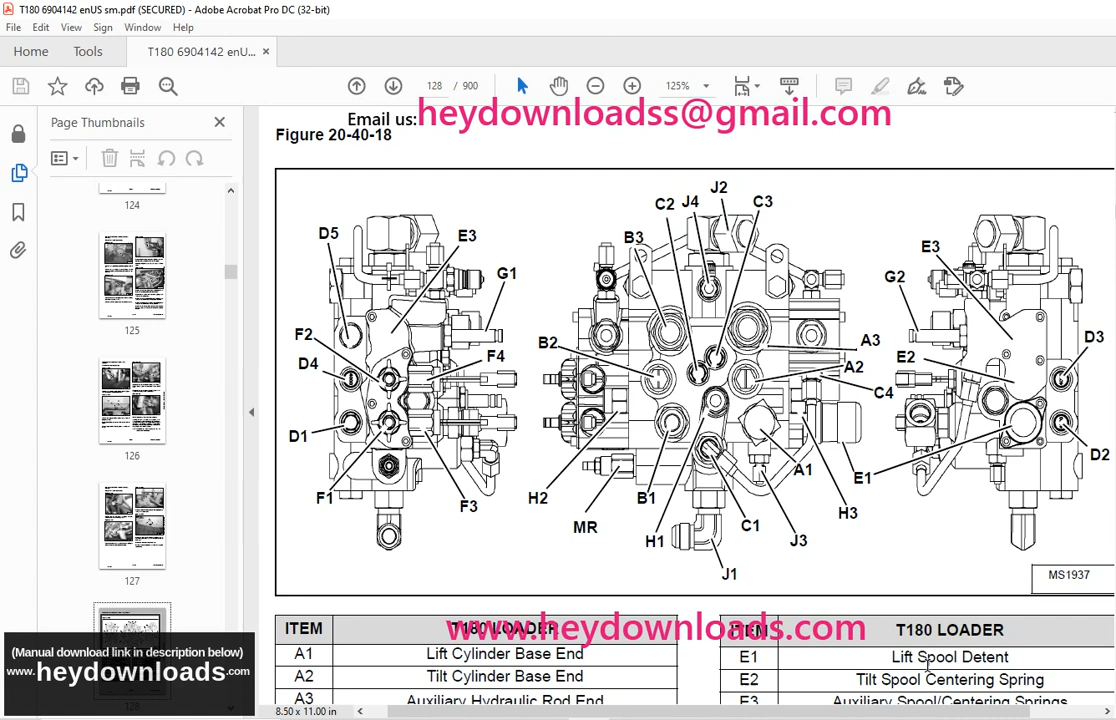 T180 6904142 enUS sm.pdf (SECURED) - Adobe Acrobat Pro DC (32-bit)
File Edit View Sign Window Help
Home Tools T180 6904142 enU... ×
128 / 900 125%
Email us: heydownloadss@gmail.com
Page Thumbnails
Figure 20-40-18
124
125
126
127
128
J2
J4 C3
C2
D5 E3 B3 E3
G1 G2
F2 B2 A3 D3
D4 F4 A2 E2
C4
D1 A1 D2
F1 F3 H2 B1 E1
MR C1 H3
H1 J3
J1
MS1937
www.heydownloads.com
ITEM T180 LOADER ITEM T180 LOADER
A1 Lift Cylinder Base End E1 Lift Spool Detent
A2 Tilt Cylinder Base End E2 Tilt Spool Centering Spring
A3 Auxiliary Hydraulic Rod End E3 Auxiliary Spool/Centering Springs
(Manual download link in description below)
www.heydownloads.com
8.50 x 11.00 in